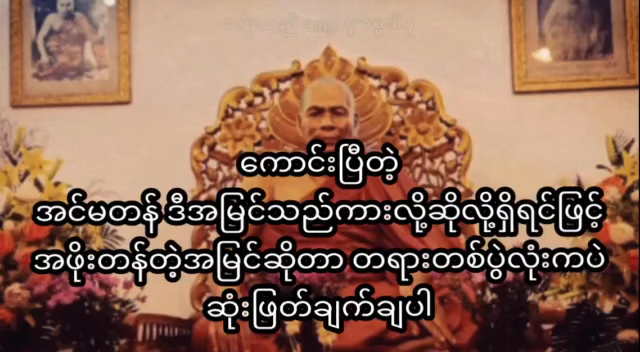 ကောင်းပြီတဲ့
အင်မတန် ဒီအမြင်သည်ကားလို့ဆိုလို့ရှိရင်ဖြင့်
အဖိုးတန်တဲ့အမြင်ဆိုတာ တရားတစ်ပွဲလုံးကပဲ
ဆုံးဖြတ်ချက်ချပါ